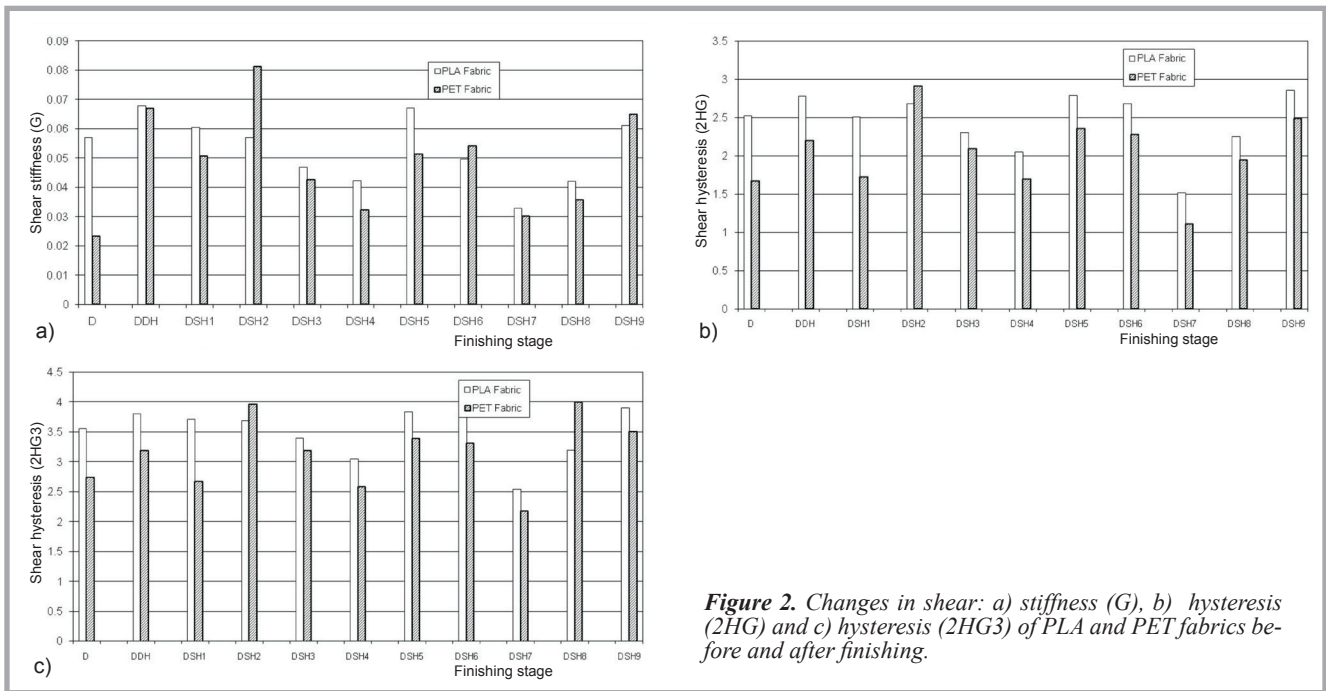 0.09
0.08
0.07
0.06
0.05
0.04
0.03
0.02
0.01
0
Shear stiffness (G)
PLA Fabric
PET Fabric
D DDH DSH1 DSH2 DSH3 DSH4 DSH5 DSH6 DSH7 DSH8 DSH9
a)
Finishing stage
3.5
3
2.5
2
1.5
1
0.5
0
Shear hysteresis (2HG)
PLA Fabric
PET Fabric
D DDH DSH1 DSH2 DSH3 DSH4 DSH5 DSH6 DSH7 DSH8 DSH9
b)
Finishing stage
4.5
4
3.5
3
2.5
2
1.5
1
0.5
0
Shear hysteresis (2HG3)
PLA Fabric
PET Fabric
D DDH DSH1 DSH2 DSH3 DSH4 DSH5 DSH6 DSH7 DSH8 DSH9
c)
Finishing stage
Figure 2. Changes in shear: a) stiffness (G), b) hysteresis
(2HG) and c) hysteresis (2HG3) of PLA and PET fabrics be-
fore and after finishing.